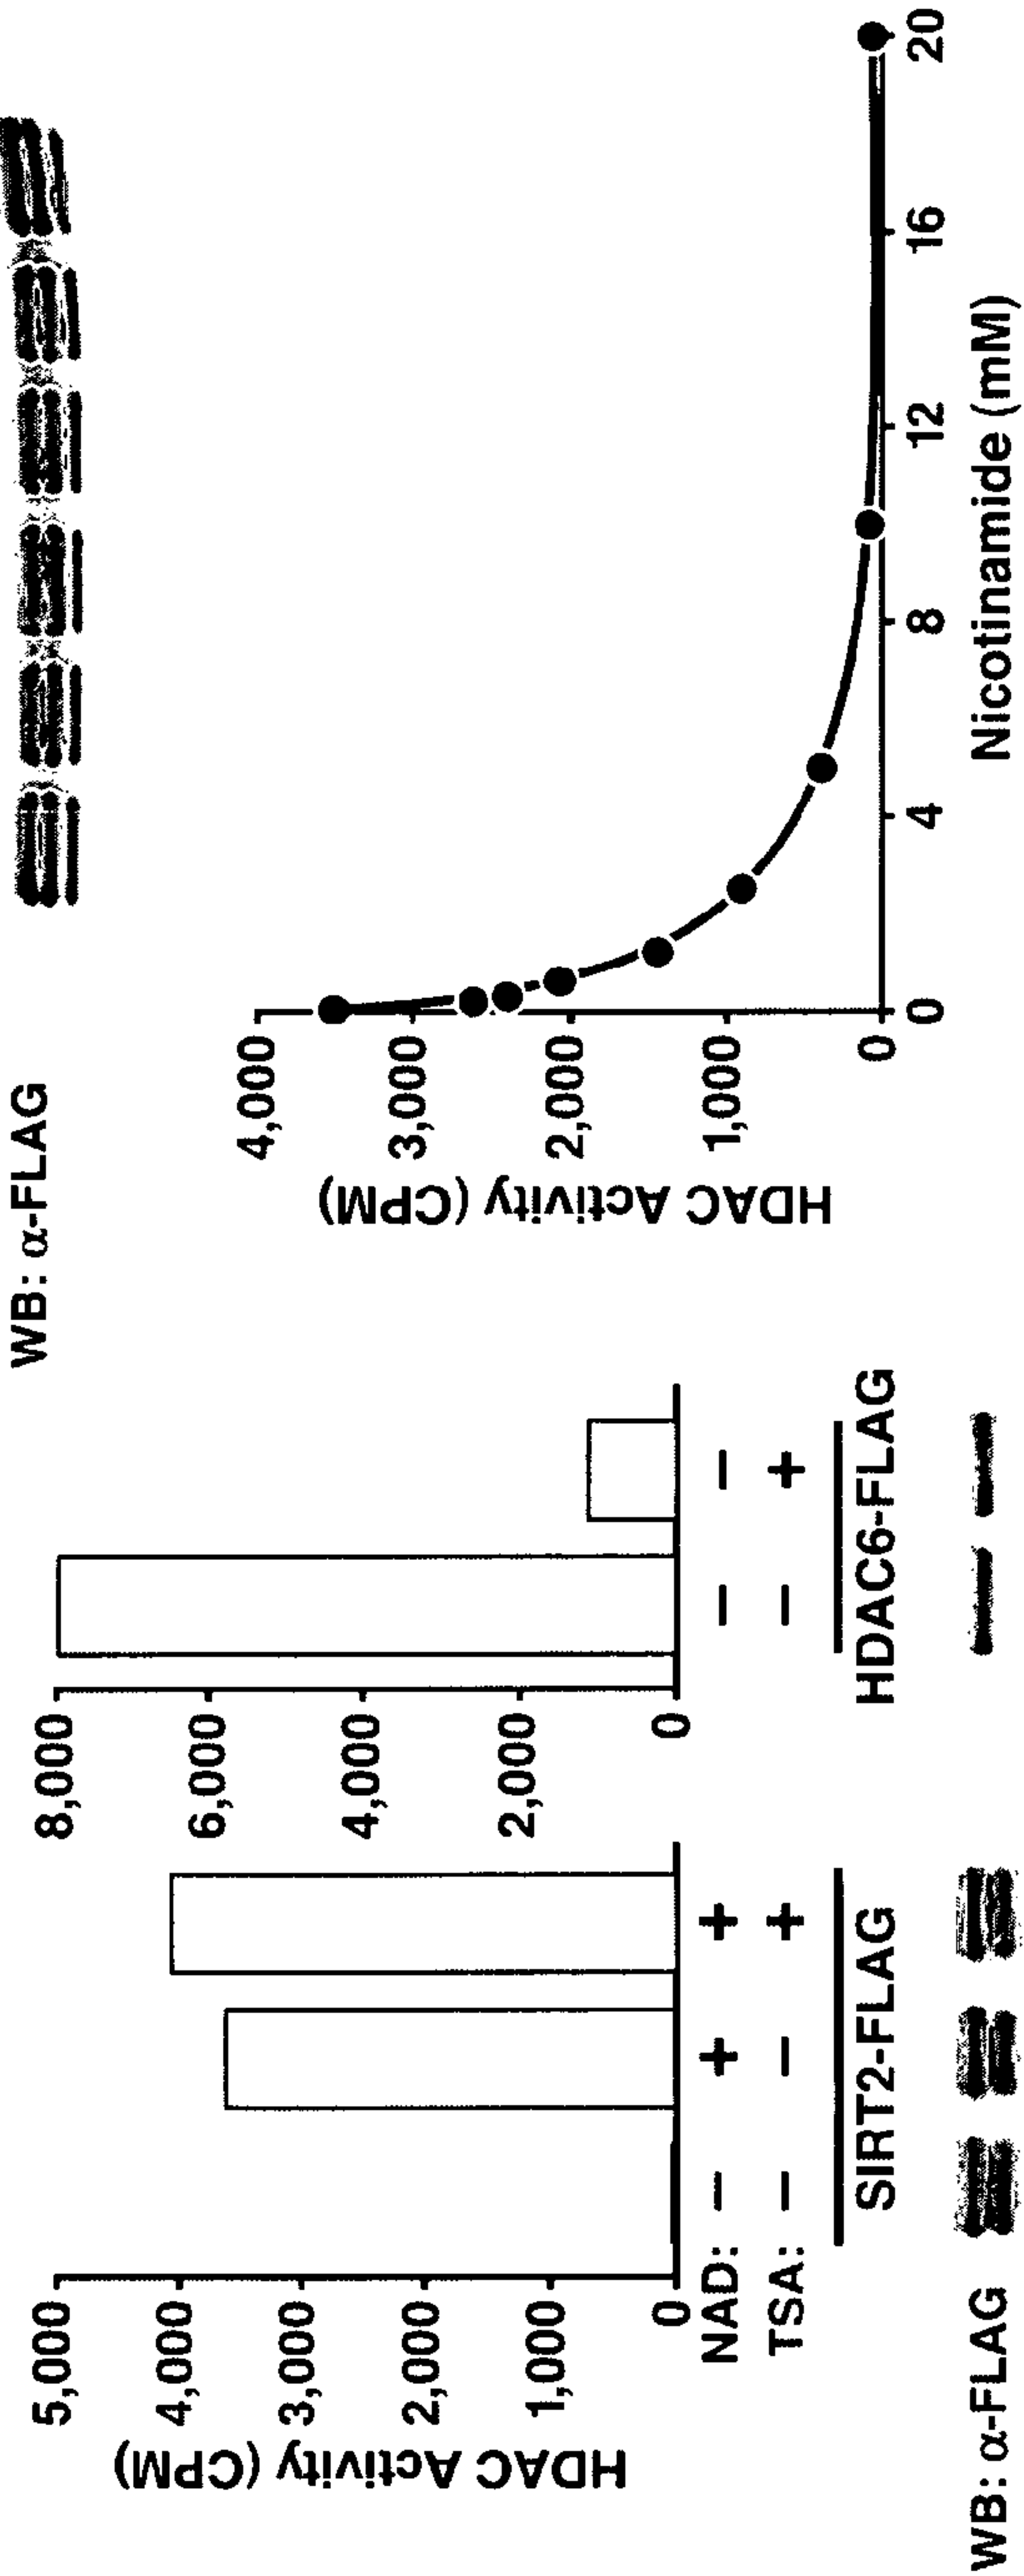 HDAC Activity (CPM)
5,000
4,000
3,000
2,000
1,000
0
NAD: − + +
TSA: − − +
SIRT2-FLAG
8,000
6,000
4,000
2,000
0
− −
− +
HDAC6-FLAG
WB: α-FLAG
WB: α-FLAG
HDAC Activity (CPM)
4,000
3,000
2,000
1,000
0
0 4 8 12 16 20
Nicotinamide (mM)